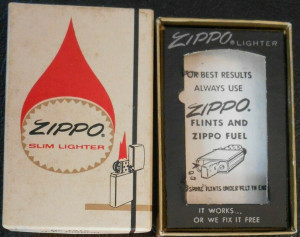 ZIPPO®
SLIM LIGHTER
ZIPPO® LIGHTER
FOR BEST RESULTS
ALWAYS USE
ZIPPO®
FLINTS AND
ZIPPO FUEL
IT WORKS...
OR WE FIX IT FREE